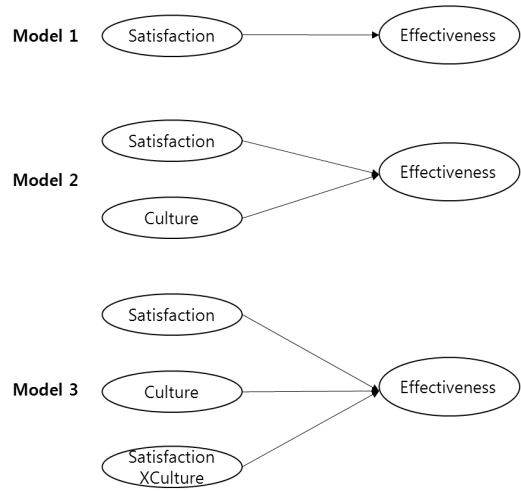 Model 1
Satisfaction
Effectiveness
Model 2
Satisfaction
Culture
Effectiveness
Model 3
Satisfaction
Culture
Satisfaction
XCulture
Effectiveness